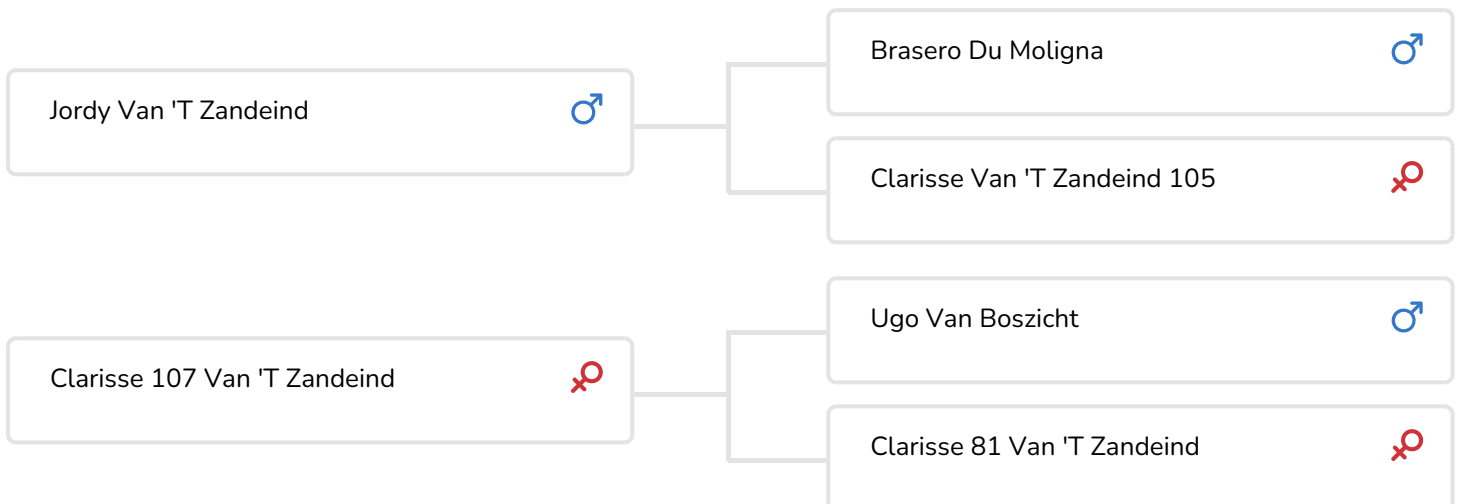 Brasero Du Moligna
Jordy Van 'T Zandeind
Clarisse Van 'T Zandeind 105
Ugo Van Boszicht
Clarisse 107 Van 'T Zandeind
Clarisse 81 Van 'T Zandeind